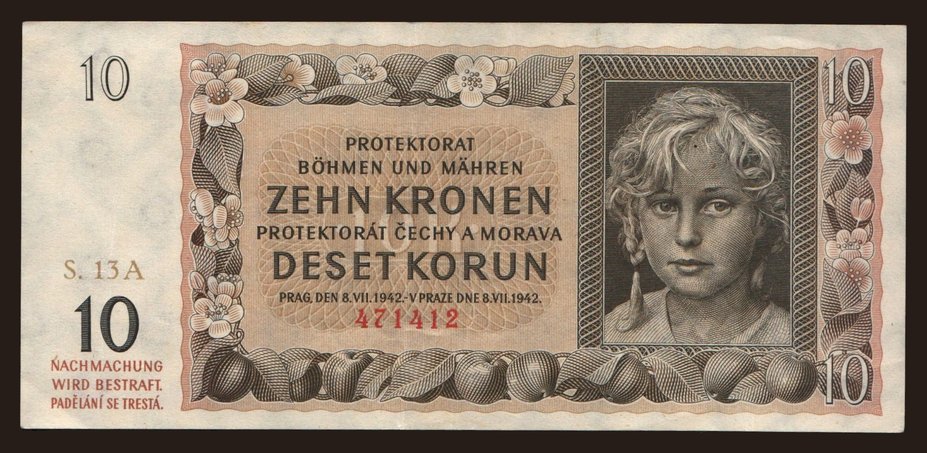 10
10
PROTEKTORAT
BÖHMEN UND MÄHREN
ZEHN KRONEN
PROTEKTORÁT ČECHY A MORAVA
DESET KORUN
PRAG, DEN 8. VII. 1942.-V PRAZE DNE 8. VII. 1942.
471412
S. 13 A
10
NACHMACHUNG
WIRD BESTRAFT.
PADĚLÁNÍ SE TRESTÁ.
10